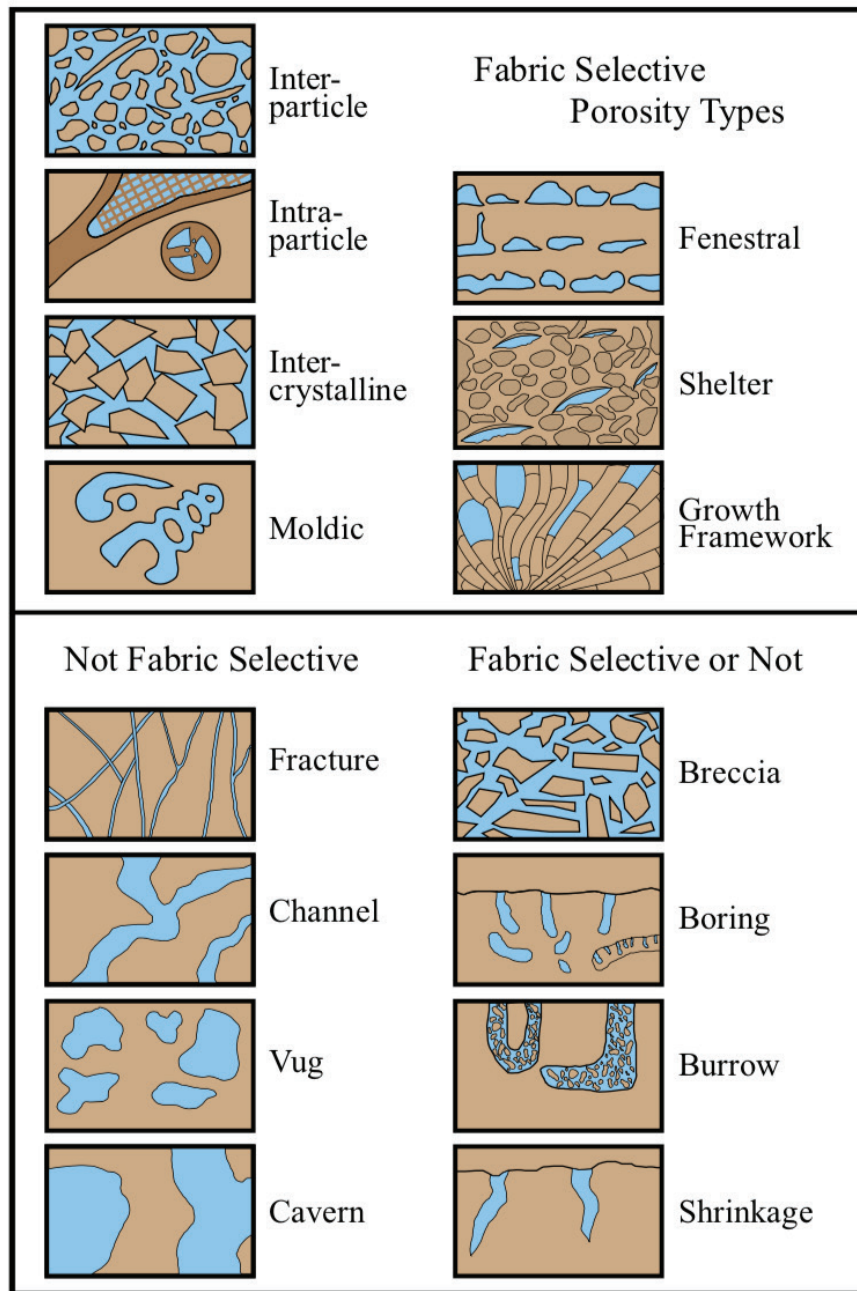 Inter-
particle
Fabric Selective
Porosity Types
Intra-
particle
Fenestral
Inter-
crystalline
Shelter
Moldic
Growth
Framework
Not Fabric Selective
Fabric Selective or Not
Fracture
Breccia
Channel
Boring
Vug
Burrow
Cavern
Shrinkage